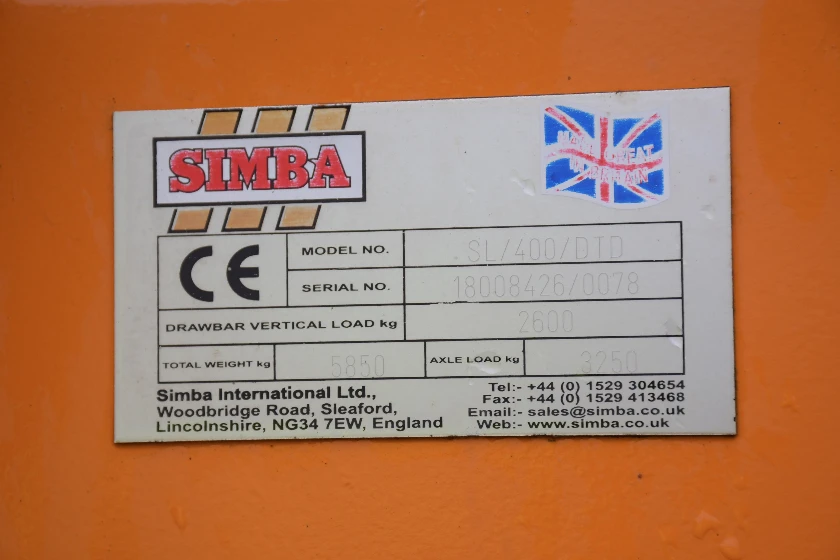 SIMBA
MADE GREAT
IN BRITAIN
CE
MODEL NO. SL/400/DTD
SERIAL NO. 18008426/0078
DRAWBAR VERTICAL LOAD kg 2600
TOTAL WEIGHT kg 5850 AXLE LOAD kg 3250
Simba International Ltd.,
Woodbridge Road, Sleaford,
Lincolnshire, NG34 7EW, England
Tel:- +44 (0) 1529 304654
Fax:- +44 (0) 1529 413468
Email:- sales@simba.co.uk
Web:- www.simba.co.uk